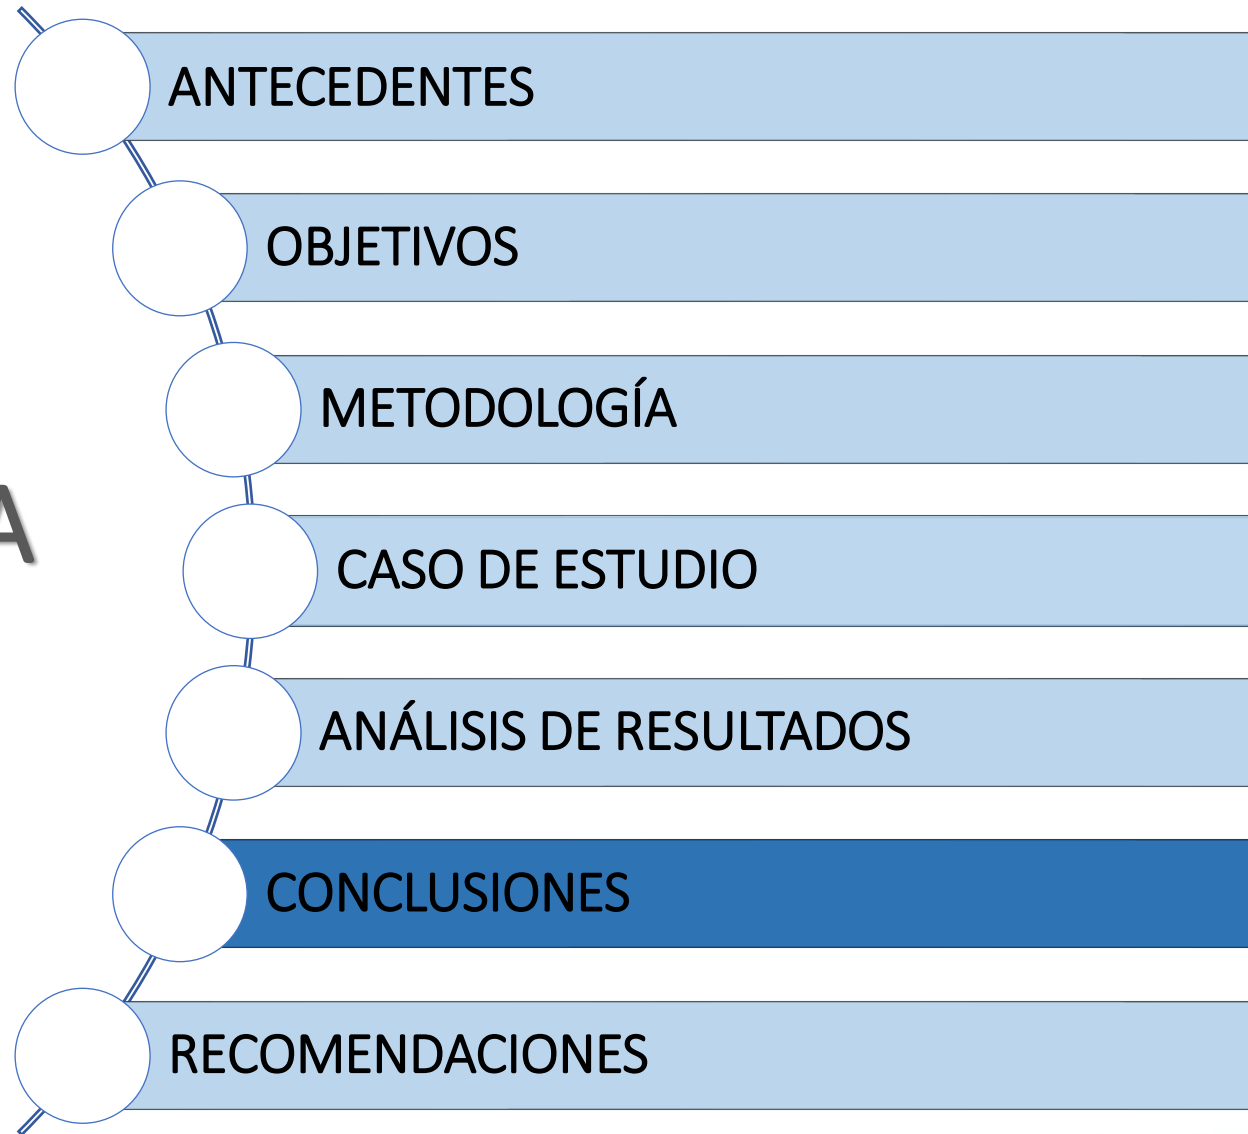 ANTECEDENTES
OBJETIVOS
METODOLOGÍA
A
CASO DE ESTUDIO
ANÁLISIS DE RESULTADOS
CONCLUSIONES
RECOMENDACIONES